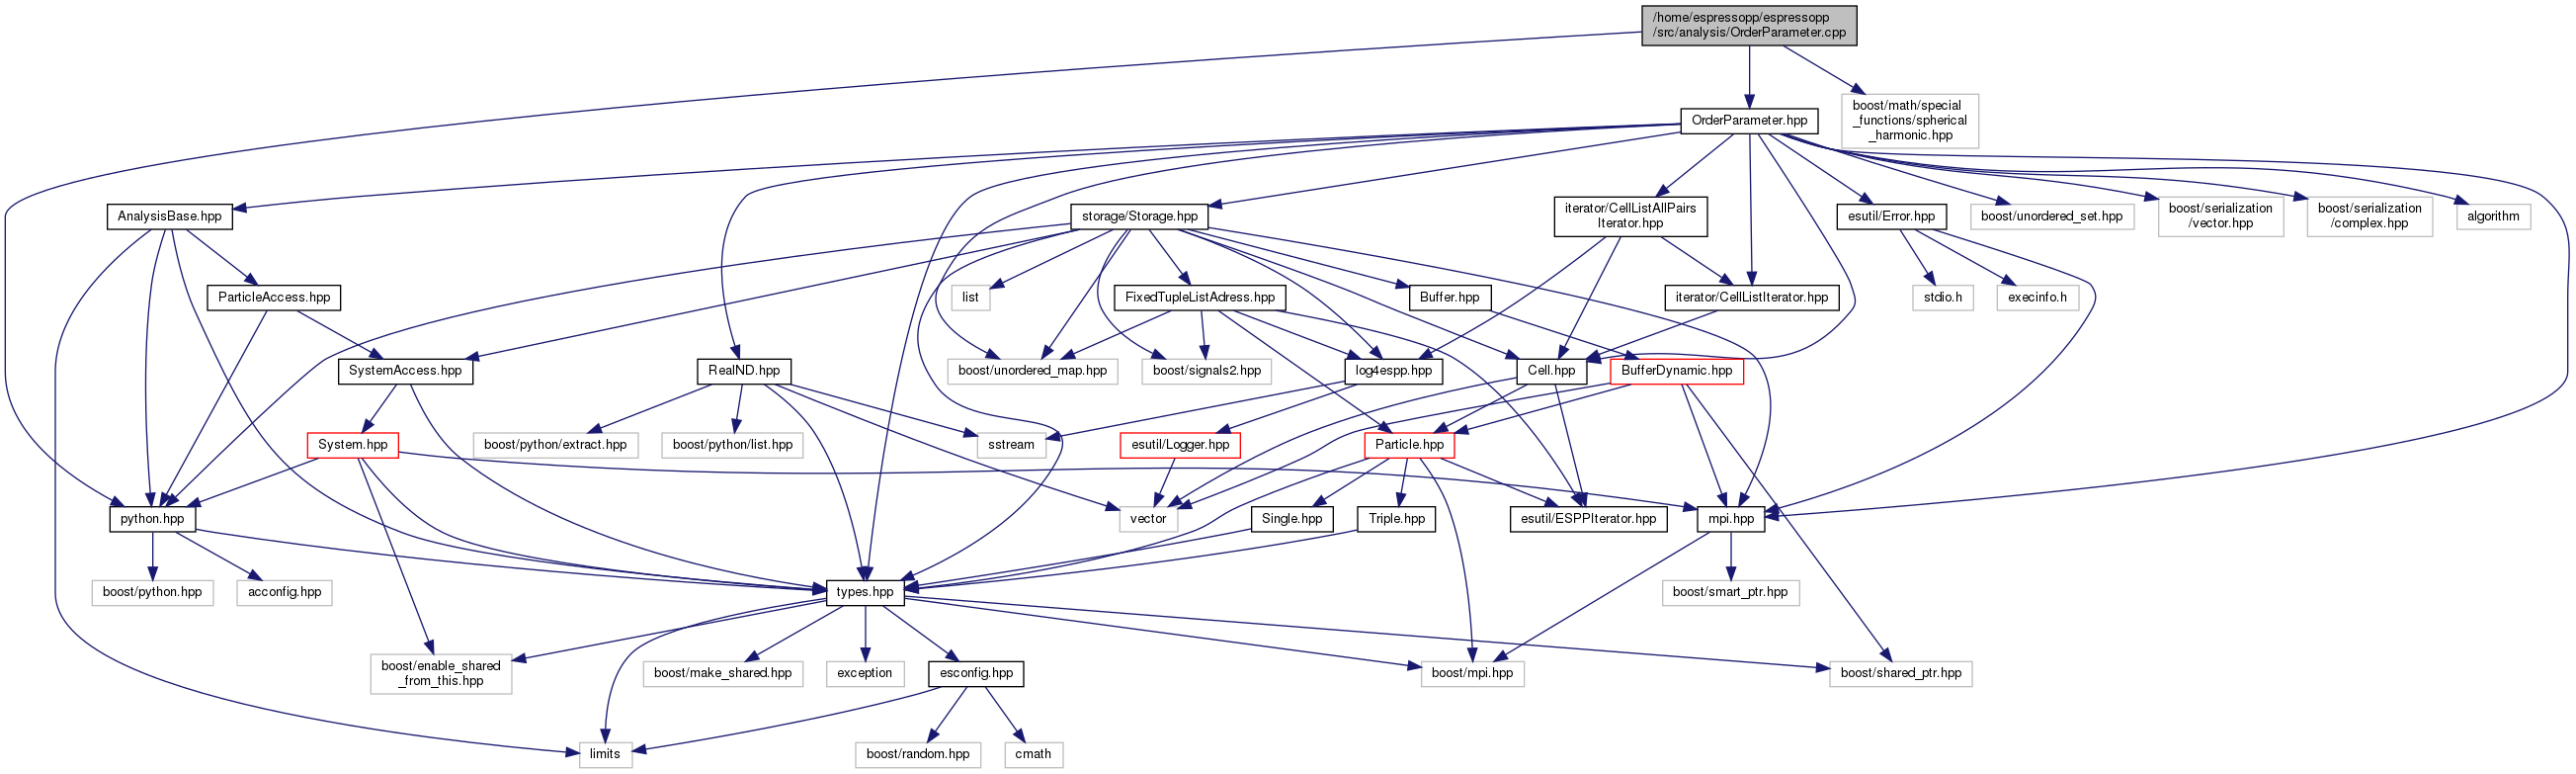 /home/espressopp/espressopp
/src/analysis/OrderParameter.cpp
boost/math/special
_functions/spherical
_harmonic.hpp
OrderParameter.hpp
AnalysisBase.hpp
storage/Storage.hpp
iterator/CellListAllPairs
Iterator.hpp
esutil/Error.hpp
boost/unordered_set.hpp
boost/serialization
/vector.hpp
boost/serialization
/complex.hpp
algorithm
ParticleAccess.hpp
list
FixedTupleListAdress.hpp
Buffer.hpp
iterator/CellListIterator.hpp
stdio.h
execinfo.h
SystemAccess.hpp
RealND.hpp
boost/unordered_map.hpp
boost/signals2.hpp
log4espp.hpp
Cell.hpp
BufferDynamic.hpp
System.hpp
boost/python/extract.hpp
boost/python/list.hpp
sstream
esutil/Logger.hpp
Particle.hpp
python.hpp
vector
Single.hpp
Triple.hpp
esutil/ESPPIterator.hpp
mpi.hpp
boost/python.hpp
acconfig.hpp
types.hpp
boost/smart_ptr.hpp
boost/enable_shared
_from_this.hpp
boost/make_shared.hpp
exception
esconfig.hpp
boost/mpi.hpp
boost/shared_ptr.hpp
limits
boost/random.hpp
cmath